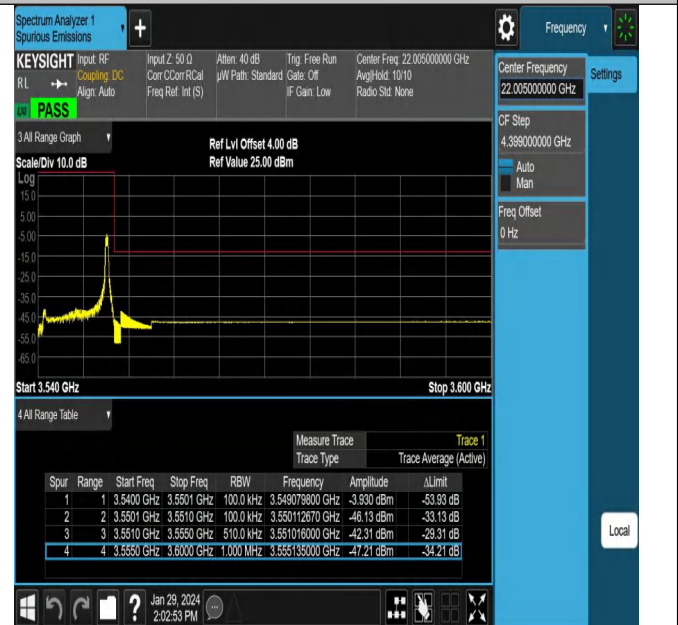 Spectrum Analyzer 1
Spurious Emissions
+
Frequency
KEYSIGHT Input: RF Input Z: 50 Ω Atten: 40 dB Trig: Free Run Center Freq: 22.005000000 GHz
RL Coupling: DC Corr CCorr RCal µW Path: Standard Gate: Off Avg|Hold: 10/10
Align: Auto Freq Ref: Int (S) IF Gain: Low Radio Std: None
PASS
Center Frequency
22.005000000 GHz
Settings
CF Step
4.399000000 GHz
Auto
Man
Freq Offset
0 Hz
3 All Range Graph
Ref Lvl Offset 4.00 dB
Scale/Div 10.0 dB Ref Value 25.00 dBm
Log
15.0
5.00
-5.00
-15.0
-25.0
-35.0
-45.0
-55.0
-65.0
Start 3.540 GHz Stop 3.600 GHz
4 All Range Table
Measure Trace Trace 1
Trace Type Trace Average (Active)
Spur Range Start Freq Stop Freq RBW Frequency Amplitude ΔLimit
1 1 3.5400 GHz 3.5501 GHz 100.0 kHz 3.549079800 GHz -3.930 dBm -53.93 dB
2 2 3.5501 GHz 3.5510 GHz 100.0 kHz 3.550112670 GHz -46.13 dBm -33.13 dB
3 3 3.5510 GHz 3.5550 GHz 510.0 kHz 3.551016000 GHz -42.31 dBm -29.31 dB
4 4 3.5550 GHz 3.6000 GHz 1.000 MHz 3.555135000 GHz -47.21 dBm -34.21 dB
Local
?
Jan 29, 2024
2:02:53 PM